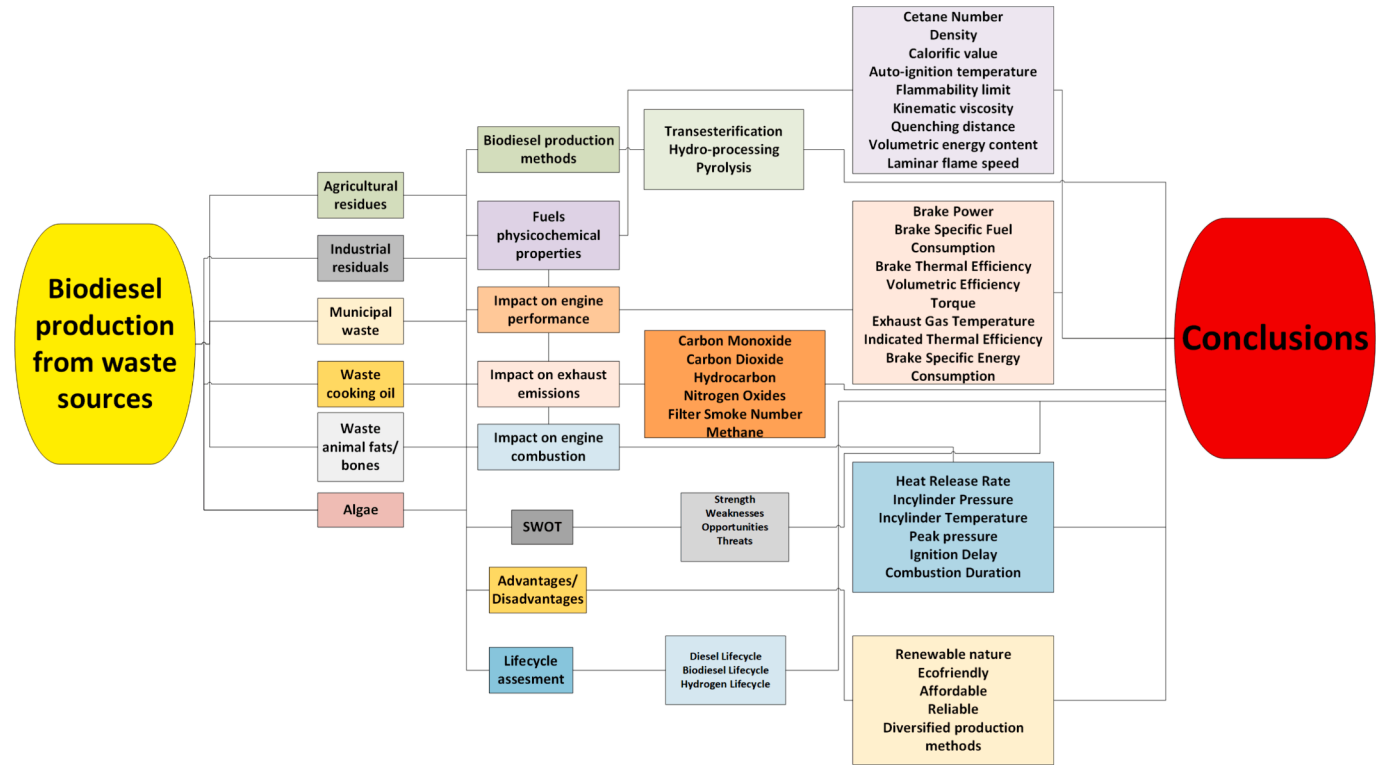 Biodiesel
production
from waste
sources
Agricultural
residues
Industrial
residuals
Municipal
waste
Waste
cooking oil
Waste
animal fats/
bones
Algae
Biodiesel production
methods
Fuels
physicochemical
properties
Impact on engine
performance
Impact on exhaust
emissions
Impact on engine
combustion
SWOT
Advantages/
Disadvantages
Lifecycle
assesment
Transesterification
Hydro-processing
Pyrolysis
Carbon Monoxide
Carbon Dioxide
Hydrocarbon
Nitrogen Oxides
Filter Smoke Number
Methane
Strength
Weaknesses
Opportunities
Threats
Diesel Lifecycle
Biodiesel Lifecycle
Hydrogen Lifecycle
Cetane Number
Density
Calorific value
Auto-ignition temperature
Flammability limit
Kinematic viscosity
Quenching distance
Volumetric energy content
Laminar flame speed
Brake Power
Brake Specific Fuel
Consumption
Brake Thermal Efficiency
Volumetric Efficiency
Torque
Exhaust Gas Temperature
Indicated Thermal Efficiency
Brake Specific Energy
Consumption
Heat Release Rate
Incylinder Pressure
Incylinder Temperature
Peak pressure
Ignition Delay
Combustion Duration
Renewable nature
Ecofriendly
Affordable
Reliable
Diversified production
methods
Conclusions